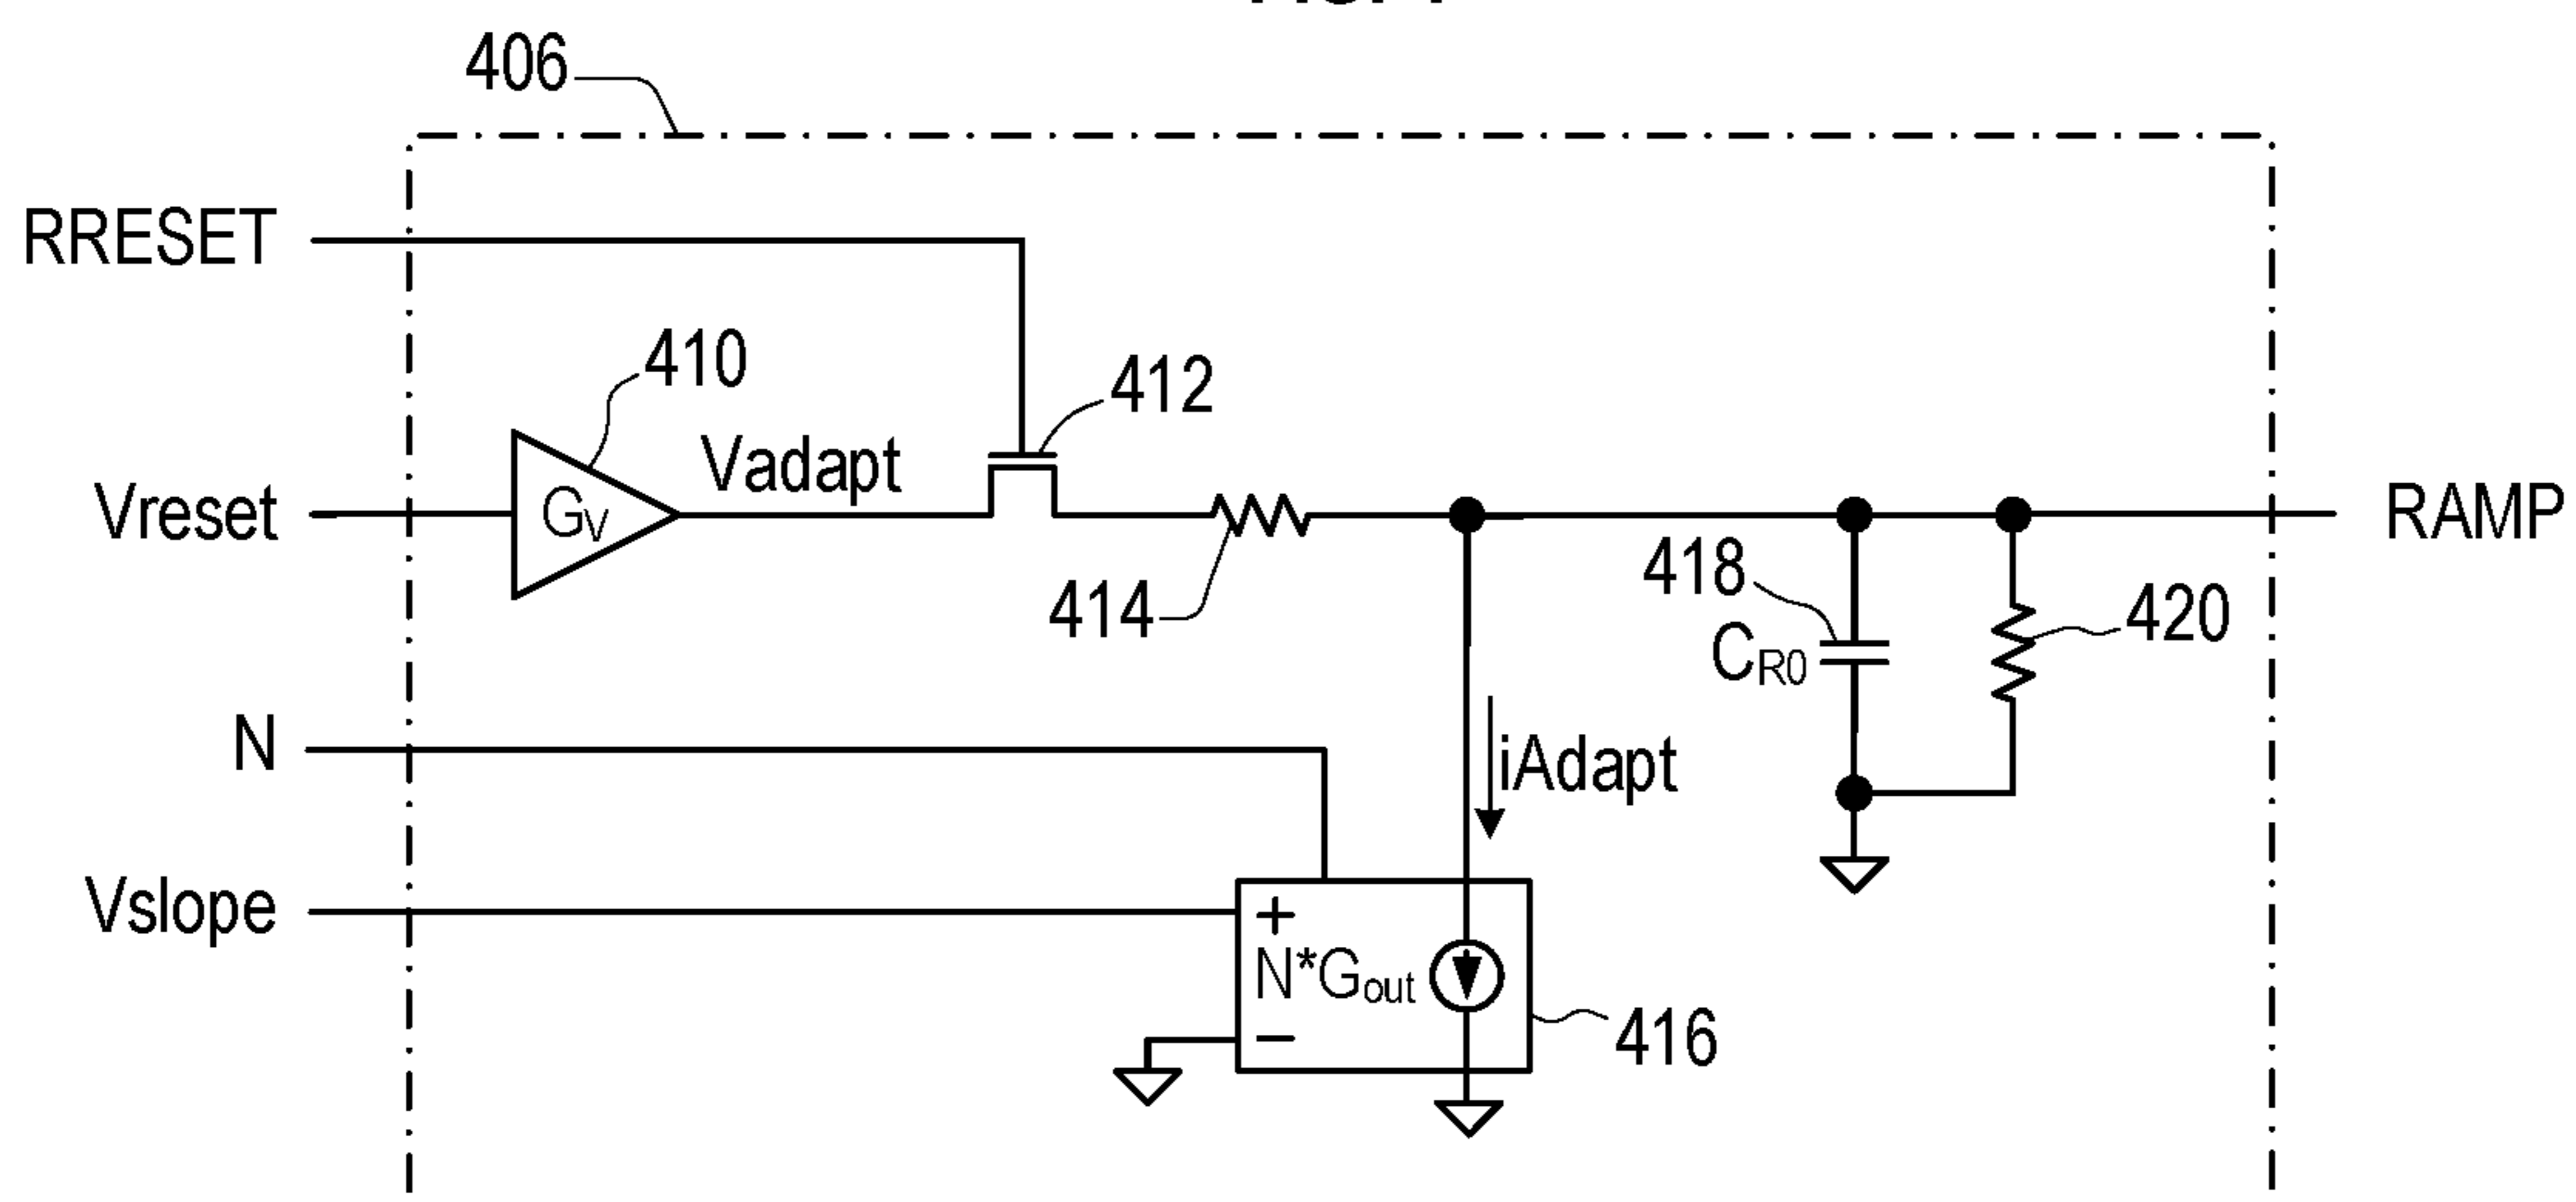 406
RRESET
410
412
Vadapt
Vreset
GV
RAMP
414
418
CR0
420
N
iAdapt
Vslope
+
N*Gout
−
416